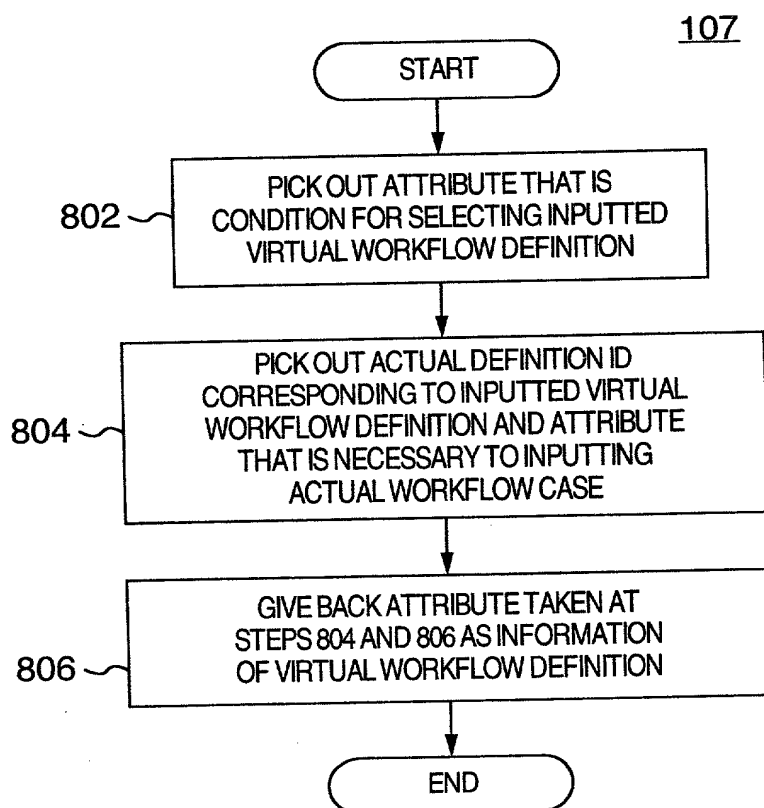 107
START
802
PICK OUT ATTRIBUTE THAT IS
CONDITION FOR SELECTING INPUTTED
VIRTUAL WORKFLOW DEFINITION
804
PICK OUT ACTUAL DEFINITION ID
CORRESPONDING TO INPUTTED VIRTUAL
WORKFLOW DEFINITION AND ATTRIBUTE
THAT IS NECESSARY TO INPUTTING
ACTUAL WORKFLOW CASE
806
GIVE BACK ATTRIBUTE TAKEN AT
STEPS 804 AND 806 AS INFORMATION
OF VIRTUAL WORKFLOW DEFINITION
END